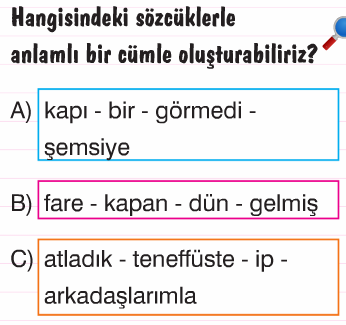 Hangisindeki sözcüklerle
anlamlı bir cümle oluşturabiliriz?
A) kapı - bir - görmedi -
şemsiye
B) fare - kapan - dün - gelmiş
C) atladık - teneffüste - ip -
arkadaşlarımla